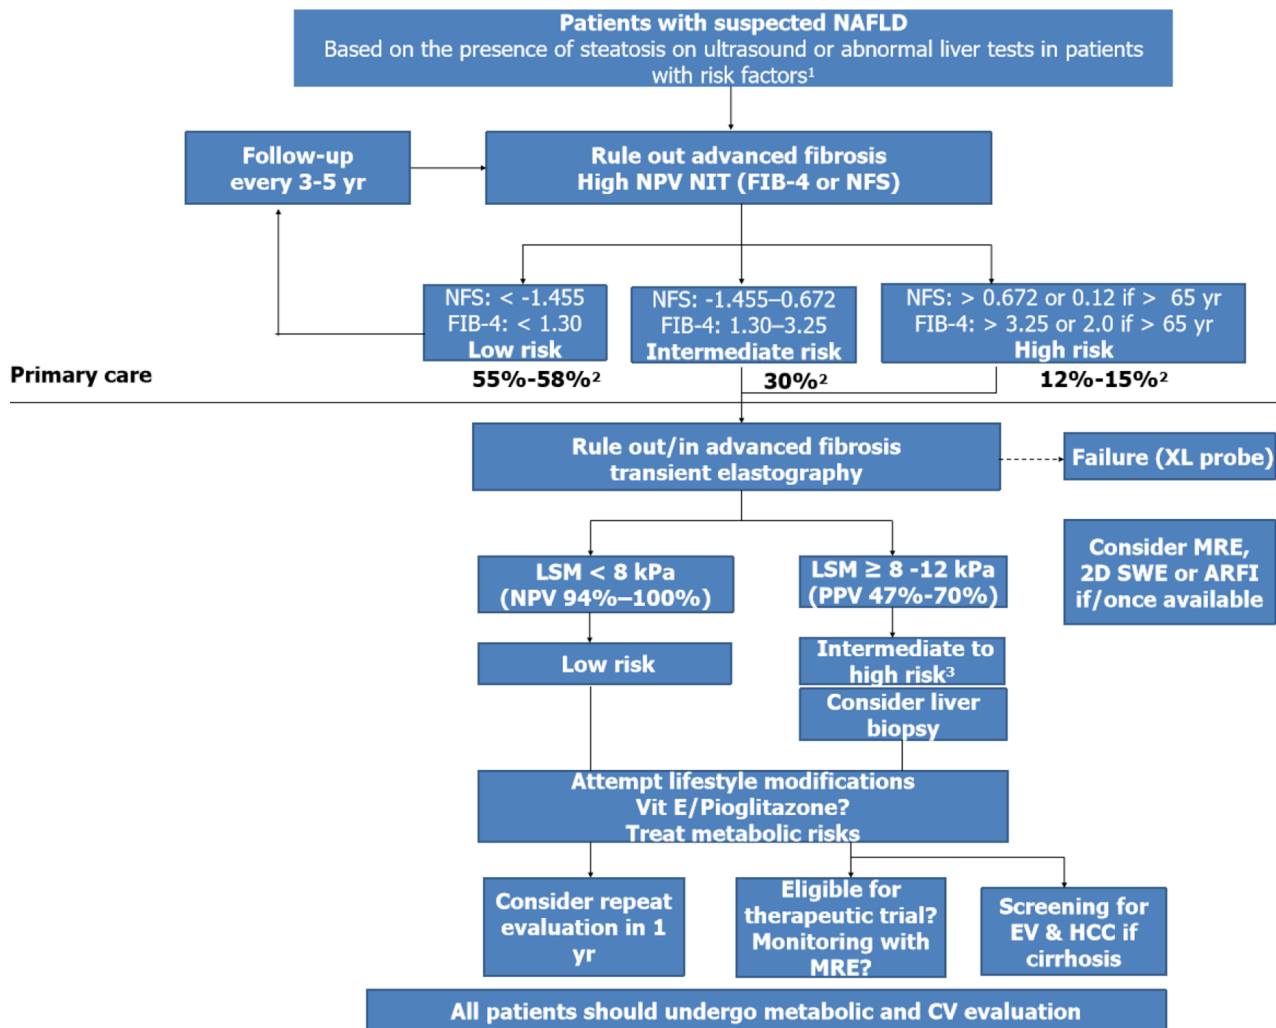 Patients with suspected NAFLD
Based on the presence of steatosis on ultrasound or abnormal liver tests in patients
with risk factors¹
Follow-up
every 3-5 yr
Rule out advanced fibrosis
High NPV NIT (FIB-4 or NFS)
NFS: < -1.455
FIB-4: < 1.30
Low risk
NFS: -1.455–0.672
FIB-4: 1.30–3.25
Intermediate risk
NFS: > 0.672 or 0.12 if > 65 yr
FIB-4: > 3.25 or 2.0 if > 65 yr
High risk
Primary care
55%-58%²
30%²
12%-15%²
Rule out/in advanced fibrosis
transient elastography
Failure (XL probe)
LSM < 8 kPa
(NPV 94%–100%)
LSM ≥ 8 -12 kPa
(PPV 47%-70%)
Consider MRE,
2D SWE or ARFI
if/once available
Low risk
Intermediate to
high risk³
Consider liver
biopsy
Attempt lifestyle modifications
Vit E/Pioglitazone?
Treat metabolic risks
Consider repeat
evaluation in 1
yr
Eligible for
therapeutic trial?
Monitoring with
MRE?
Screening for
EV & HCC if
cirrhosis
All patients should undergo metabolic and CV evaluation